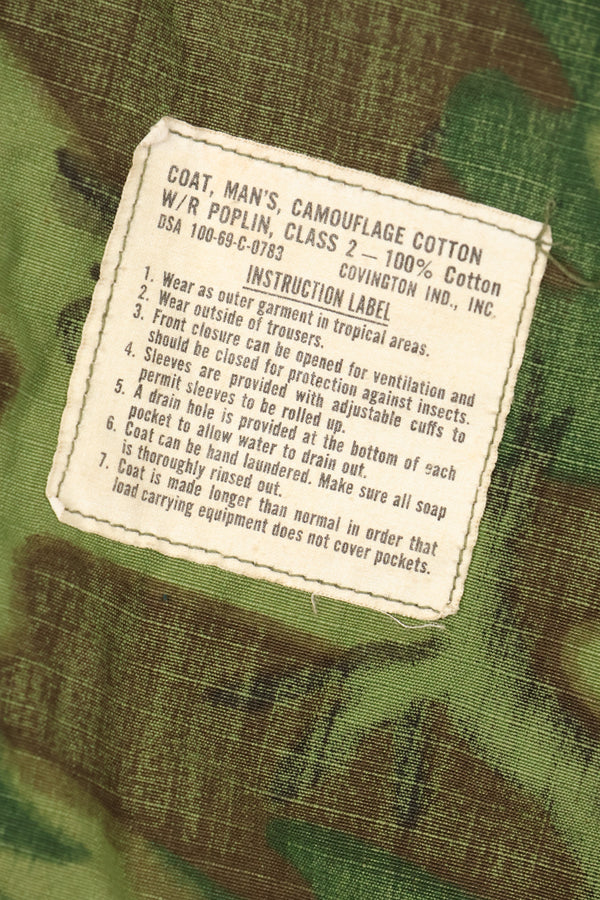 COAT, MAN'S, CAMOUFLAGE COTTON
W/R POPLIN, CLASS 2 — 100% Cotton
DSA 100-69-C-0783 COVINGTON IND., INC.
INSTRUCTION LABEL
1. Wear as outer garment in tropical areas.
2. Wear outside of trousers.
3. Front closure can be opened for ventilation and
should be closed for protection against insects.
4. Sleeves are provided with adjustable cuffs to
permit sleeves to be rolled up.
5. A drain hole is provided at the bottom of each
pocket to allow water to drain out.
6. Coat can be hand laundered. Make sure all soap
is thoroughly rinsed out.
7. Coat is made longer than normal in order that
load carrying equipment does not cover pockets.